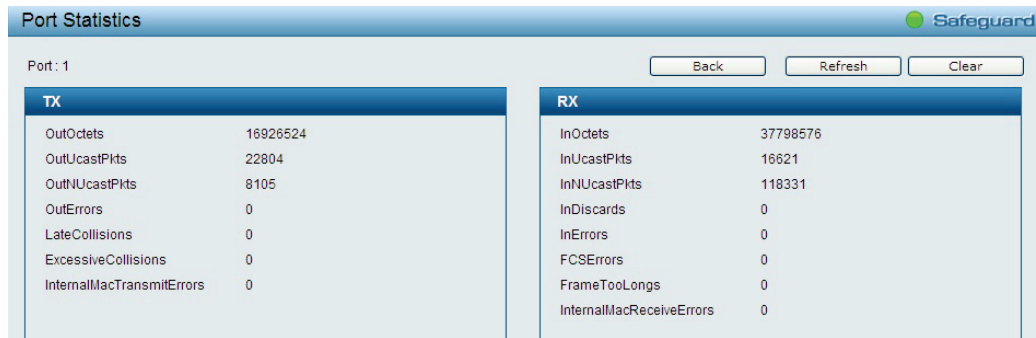 Port Statistics
Safeguard
Port : 1
Back
Refresh
Clear
TX
OutOctets 16926524
OutUcastPkts 22804
OutNUcastPkts 8105
OutErrors 0
LateCollisions 0
ExcessiveCollisions 0
InternalMacTransmitErrors 0
RX
InOctets 37798576
InUcastPkts 16621
InNUcastPkts 118331
InDiscards 0
InErrors 0
FCSErrors 0
FrameTooLongs 0
InternalMacReceiveErrors 0